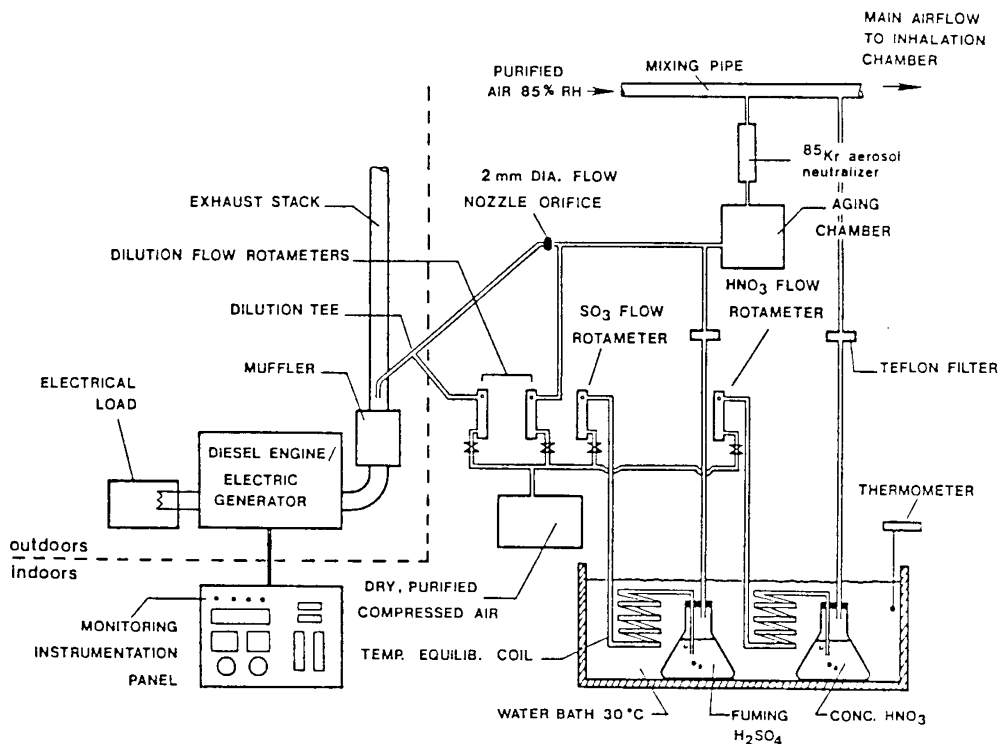 MAIN AIRFLOW
TO INHALATION
CHAMBER
MIXING PIPE
PURIFIED
AIR 85% RH
85Kr aerosol
neutralizer
2mm DIA. FLOW
NOZZLE ORIFICE
EXHAUST STACK
AGING
CHAMBER
DILUTION FLOW ROTAMETERS
HNO3 FLOW
ROTAMETER
SO3 FLOW
ROTAMETER
DILUTION TEE
TEFLON FILTER
MUFFLER
ELECTRICAL
LOAD
DIESEL ENGINE/
ELECTRIC
GENERATOR
THERMOMETER
outdoors
indoors
DRY, PURIFIED
COMPRESSED AIR
MONITORING
INSTRUMENTATION
PANEL
TEMP. EQUILIB. COIL
WATER BATH 30°C
FUMING
H2SO4
CONC. HNO3